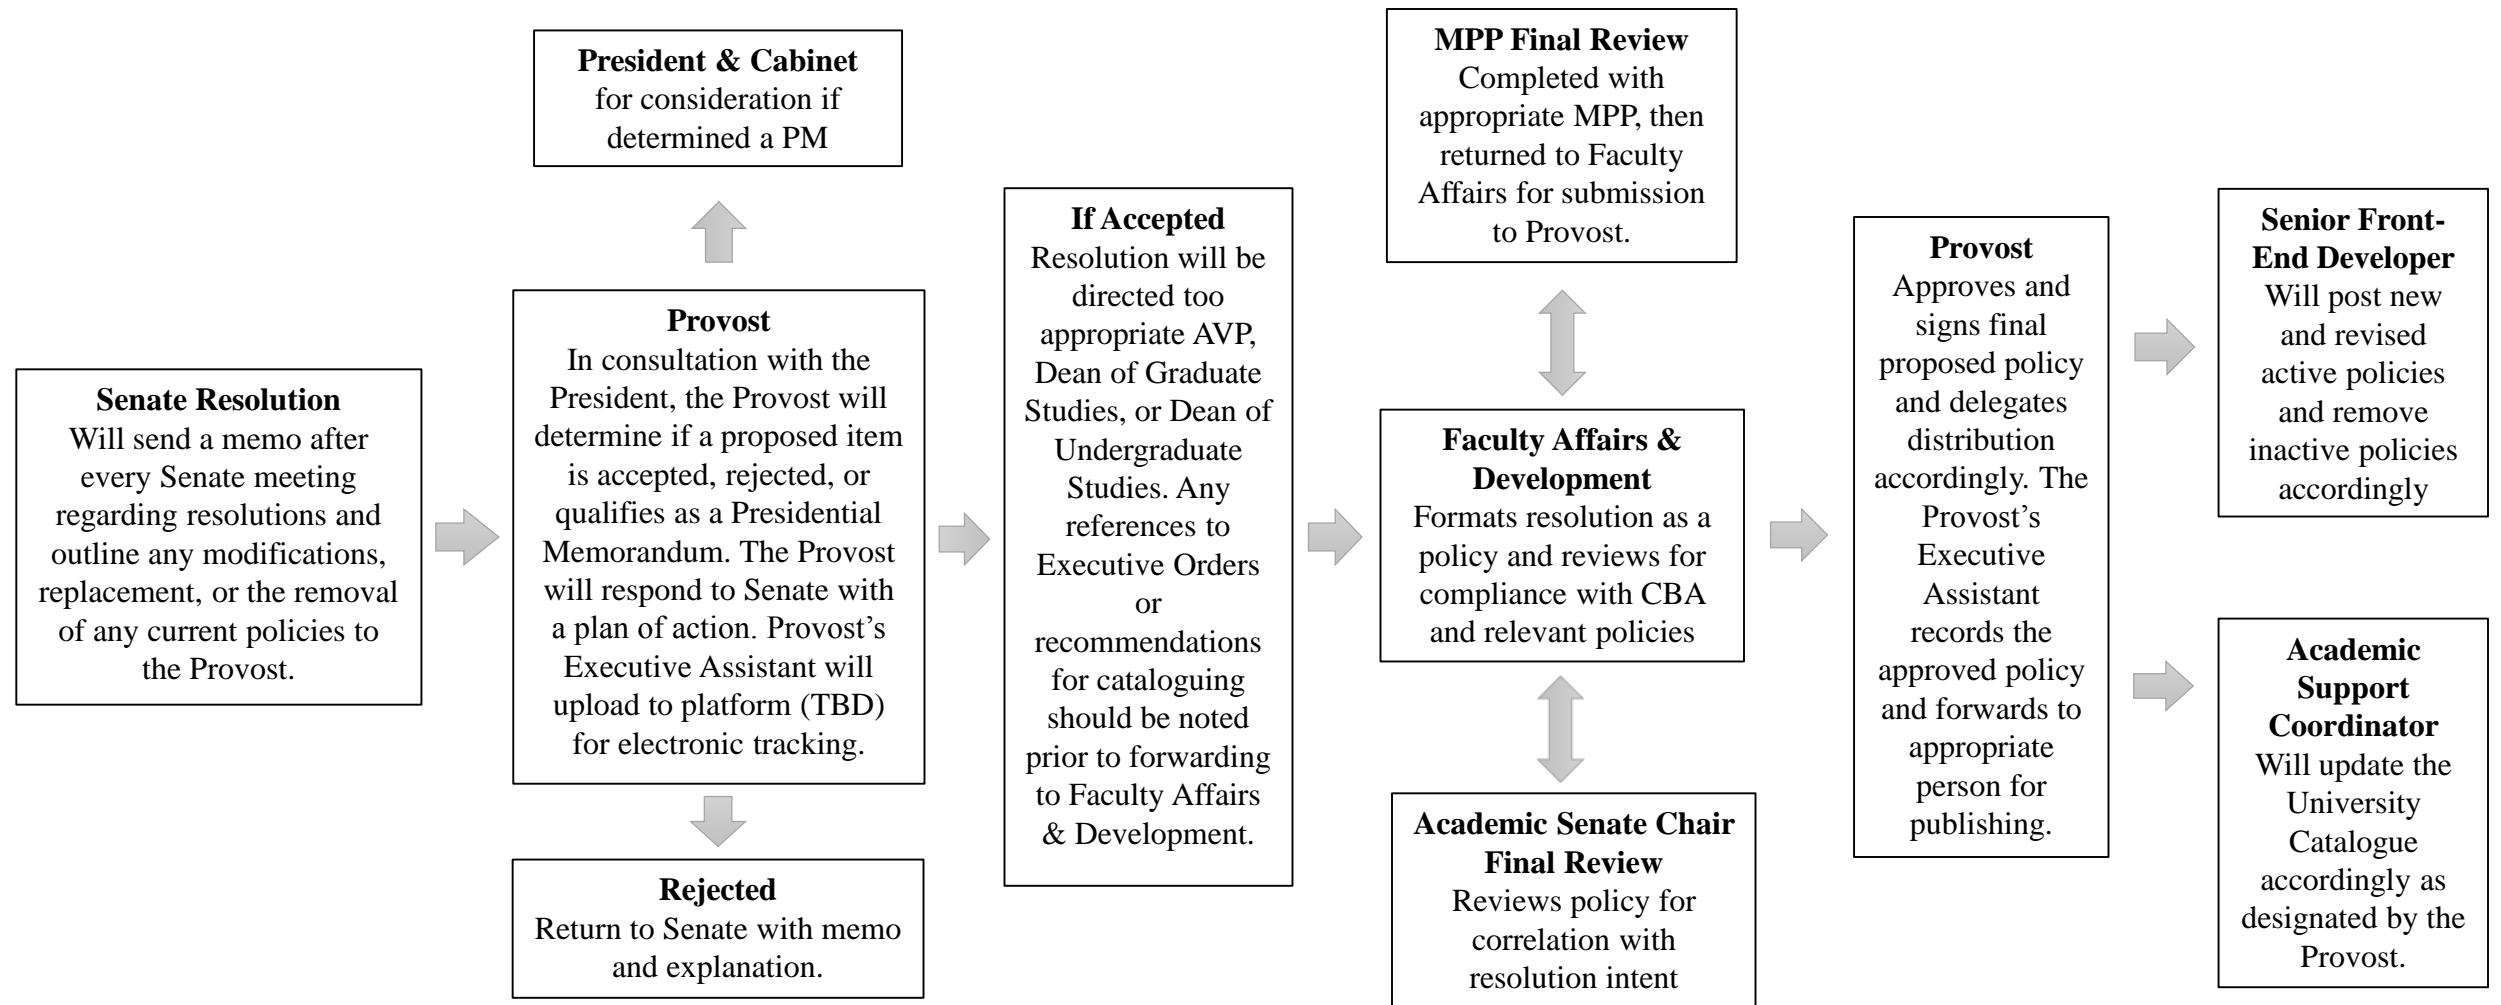 Senate Resolution
Will send a memo after
every Senate meeting
regarding resolutions and
outline any modifications,
replacement, or the removal
of any current policies to
the Provost.
President & Cabinet
for consideration if
determined a PM
Provost
In consultation with the
President, the Provost will
determine if a proposed item
is accepted, rejected, or
qualifies as a Presidential
Memorandum. The Provost
will respond to Senate with
a plan of action. Provost's
Executive Assistant will
upload to platform (TBD)
for electronic tracking.
Rejected
Return to Senate with memo
and explanation.
If Accepted
Resolution will be
directed too
appropriate AVP,
Dean of Graduate
Studies, or Dean of
Undergraduate
Studies. Any
references to
Executive Orders
or
recommendations
for cataloguing
should be noted
prior to forwarding
to Faculty Affairs
& Development.
MPP Final Review
Completed with
appropriate MPP, then
returned to Faculty
Affairs for submission
to Provost.
Faculty Affairs &
Development
Formats resolution as a
policy and reviews for
compliance with CBA
and relevant policies
Academic Senate Chair
Final Review
Reviews policy for
correlation with
resolution intent
Provost
Approves and
signs final
proposed policy
and delegates
distribution
accordingly. The
Provost's
Executive
Assistant
records the
approved policy
and forwards to
appropriate
person for
publishing.
Senior Front-
End Developer
Will post new
and revised
active policies
and remove
inactive policies
accordingly
Academic
Support
Coordinator
Will update the
University
Catalogue
accordingly as
designated by the
Provost.